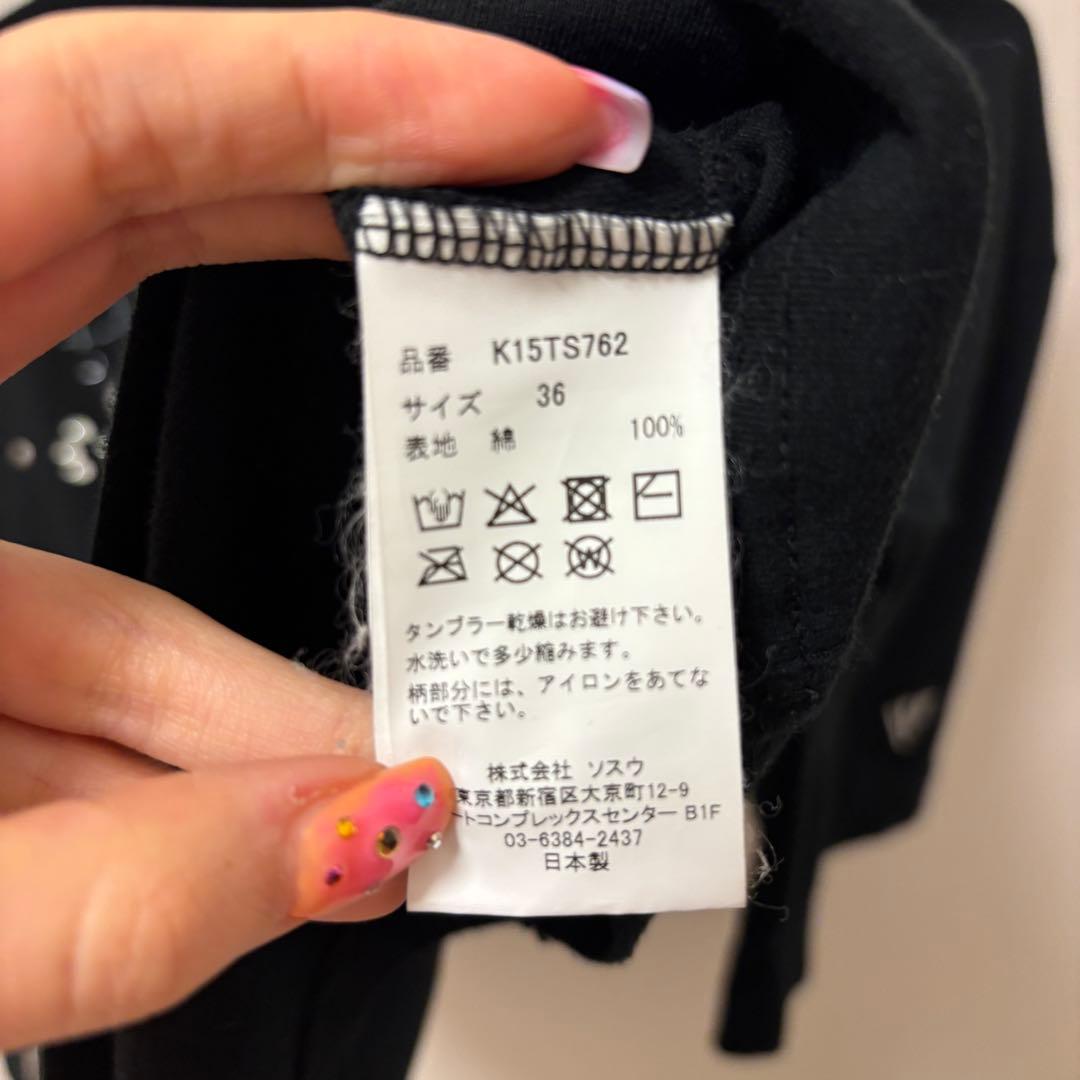 品番 K15TS762
サイズ 36
表地 綿 100%
タンブラー乾燥はお避け下さい。
水洗いで多少縮みます。
柄部分には、アイロンをあてな
いで下さい。
株式会社 ソスウ
東京都新宿区大京町12-9
ートコンプレックスセンター B1F
03-6384-2437
日本製